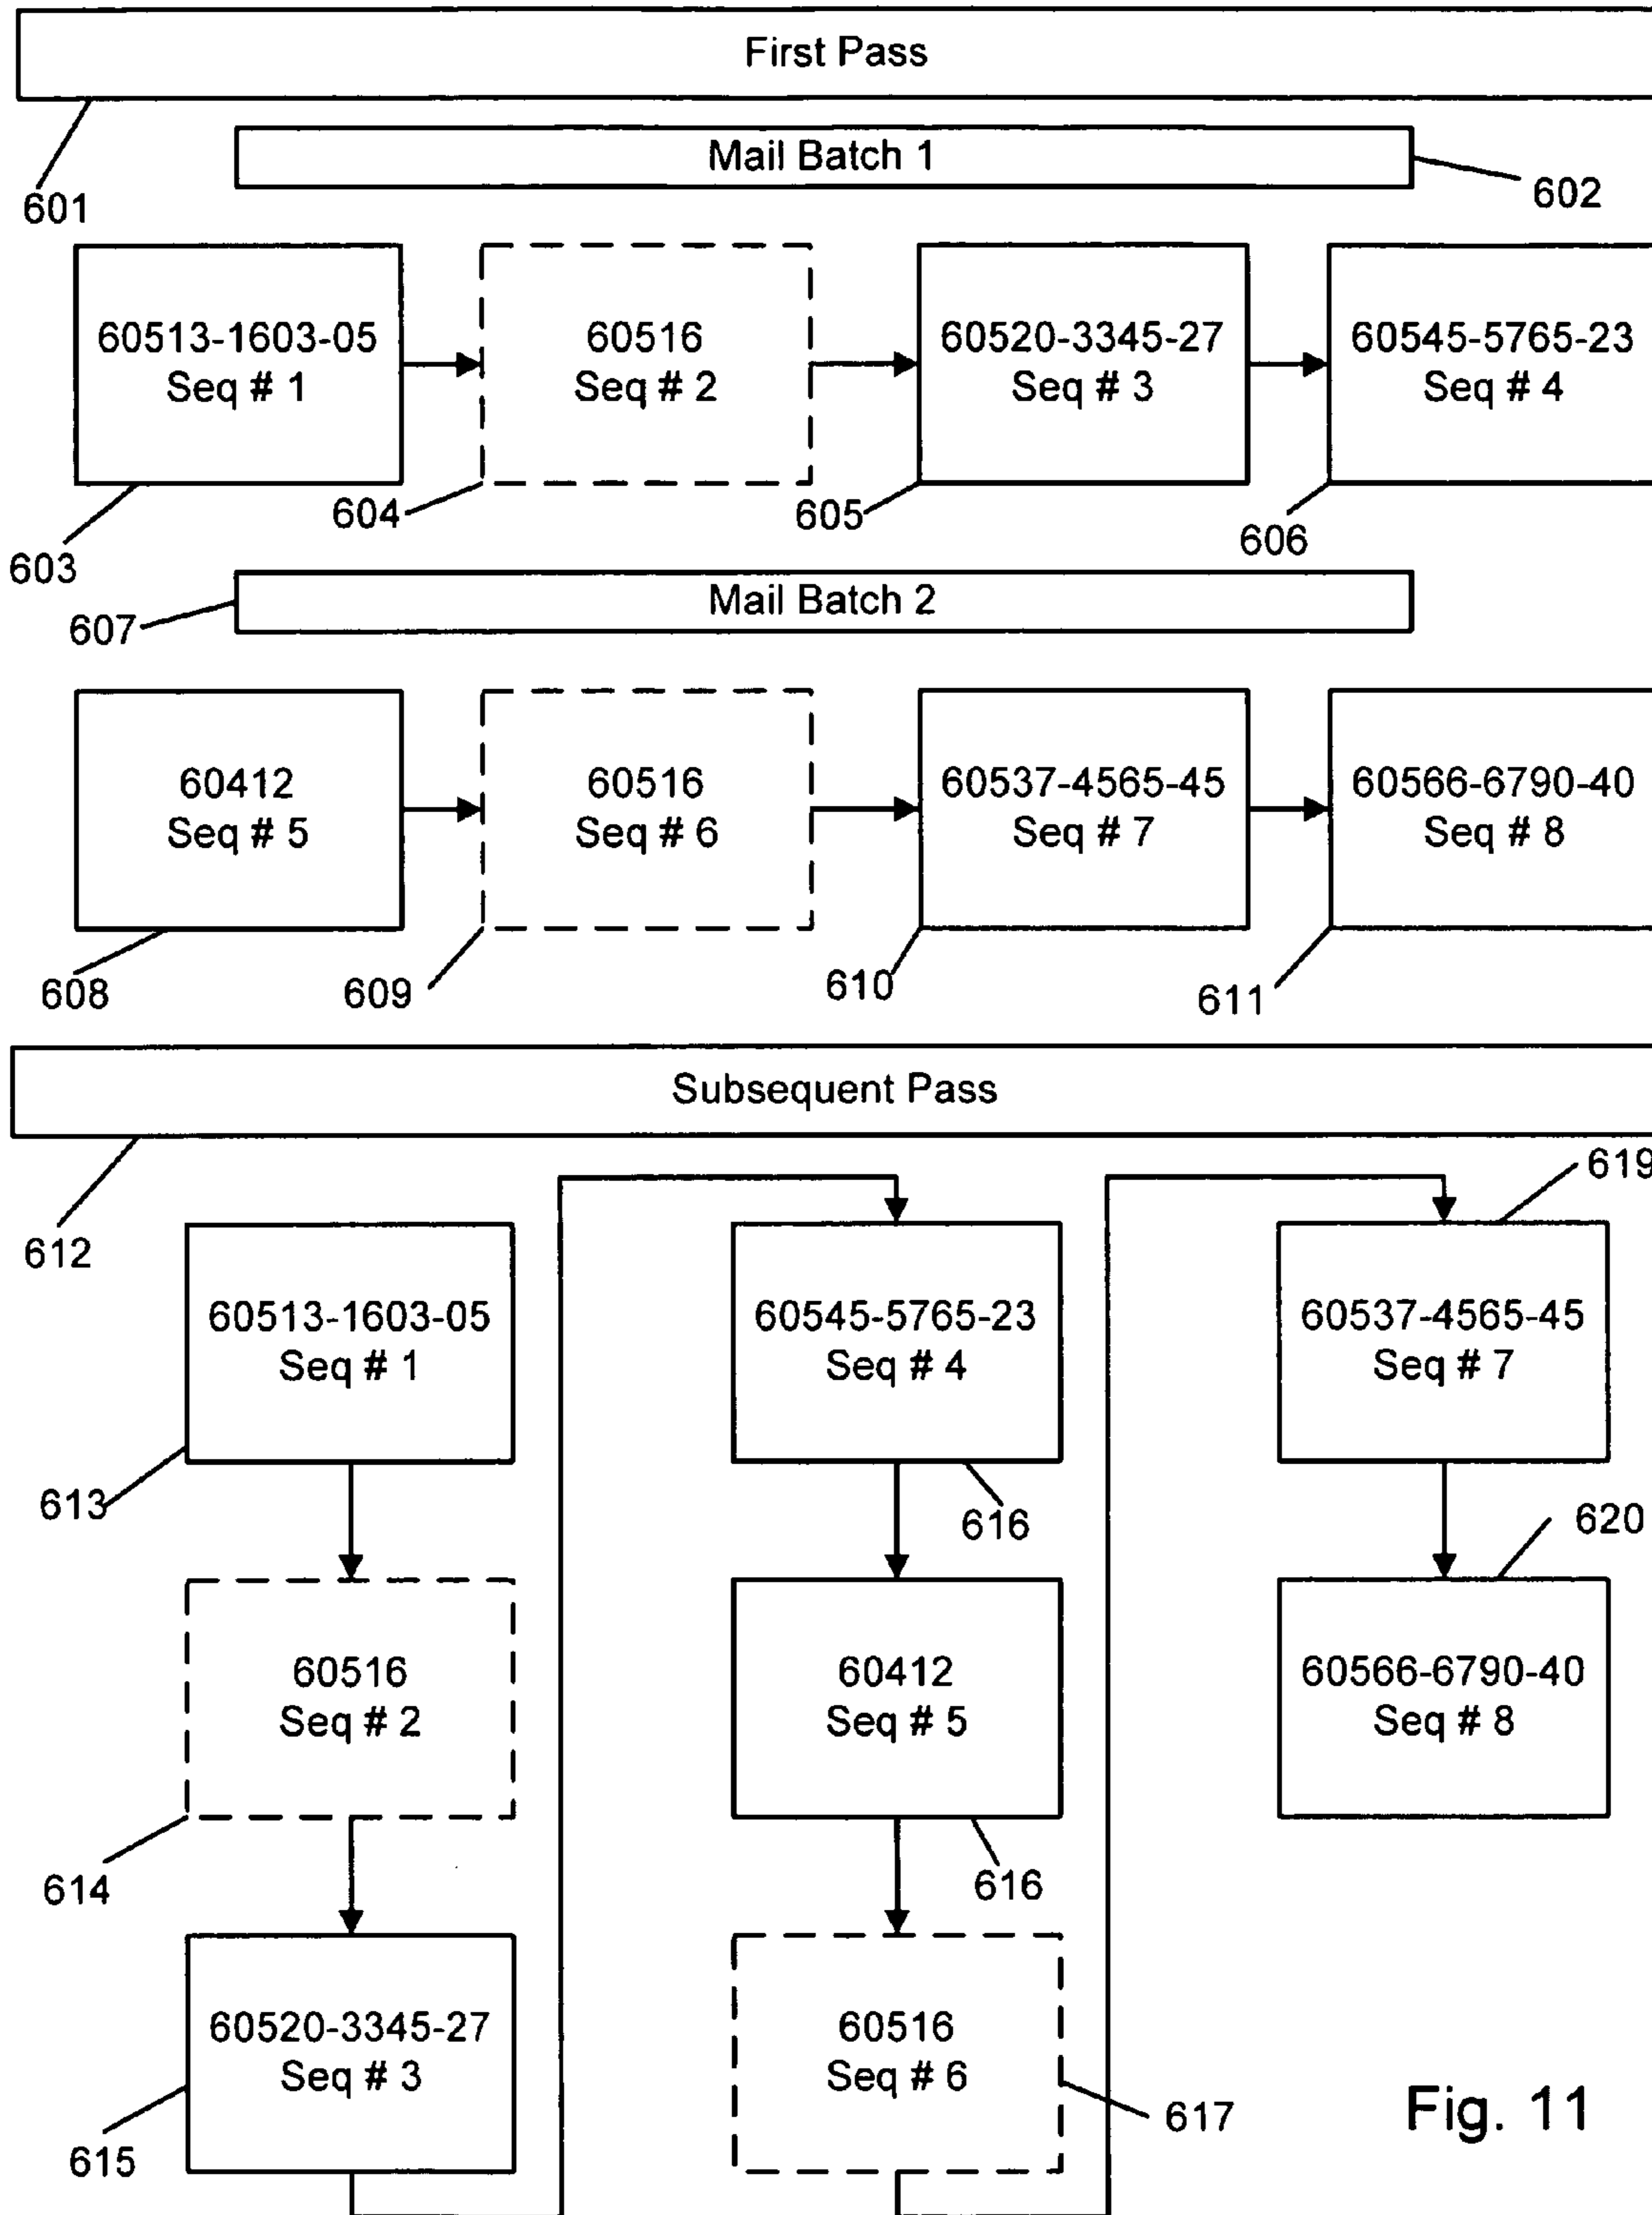 First Pass
601
Mail Batch 1
602
60513-1603-05
Seq # 1
60516
Seq # 2
60520-3345-27
Seq # 3
60545-5765-23
Seq # 4
603
604
605
606
Mail Batch 2
607
60412
Seq # 5
60516
Seq # 6
60537-4565-45
Seq # 7
60566-6790-40
Seq # 8
608
609
610
611
Subsequent Pass
612
60513-1603-05
Seq # 1
613
60516
Seq # 2
614
60520-3345-27
Seq # 3
615
60545-5765-23
Seq # 4
616
60412
Seq # 5
616
60516
Seq # 6
617
619
60537-4565-45
Seq # 7
620
60566-6790-40
Seq # 8
Fig. 11